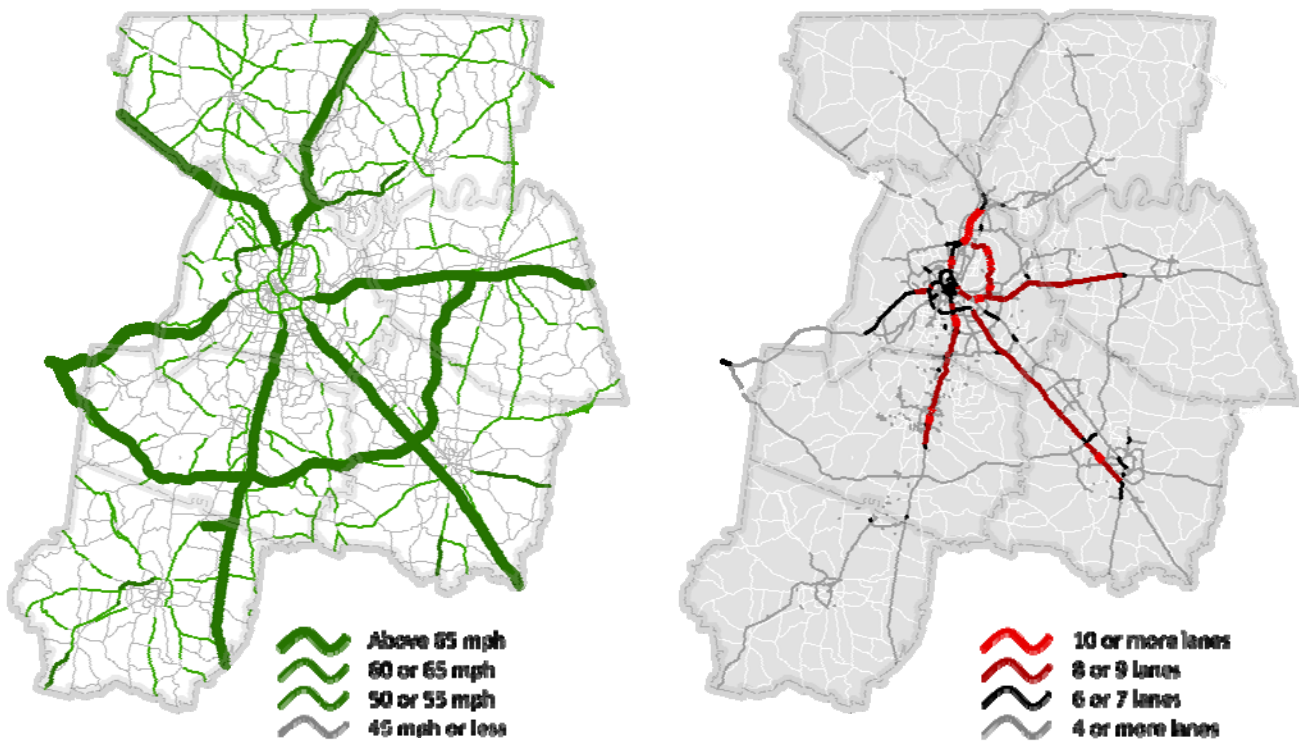 Above 65 mph
60 or 65 mph
50 or 55 mph
45 mph or less
10 or more lanes
8 or 9 lanes
6 or 7 lanes
4 or more lanes